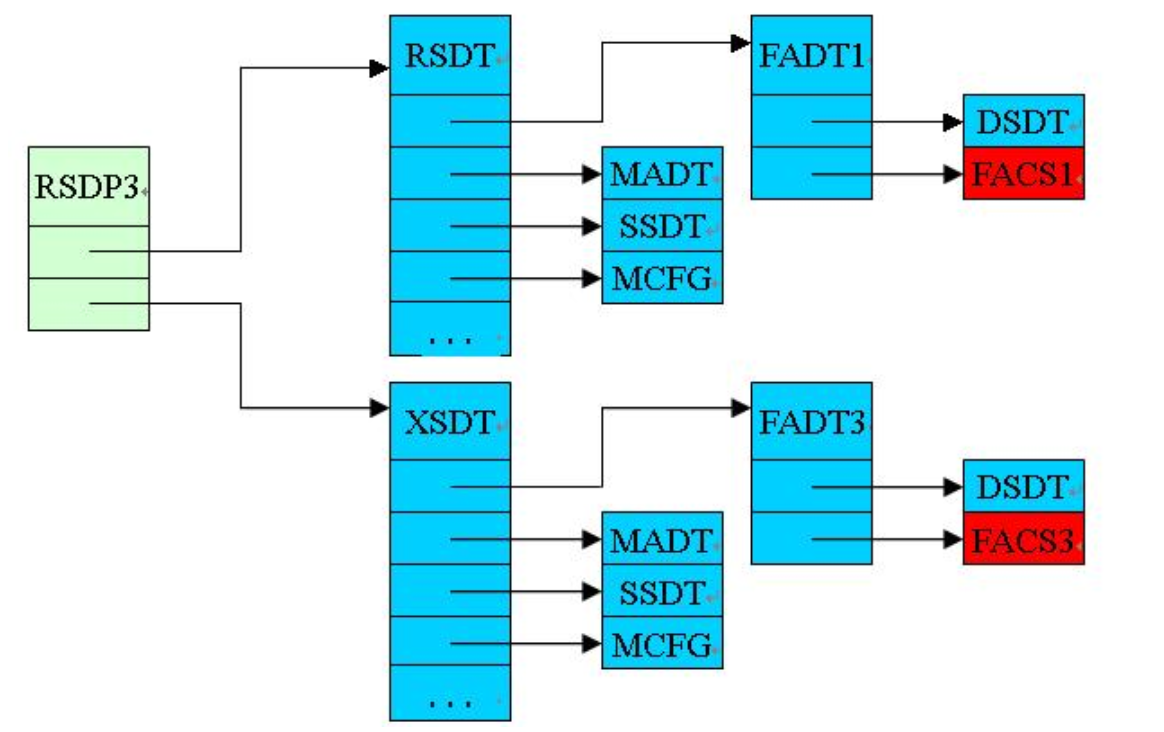 RSDT
FADT1
DSDT
RSDP3
MADT
FACS1
SSDT
MCFG
...
XSDT
FADT3
DSDT
MADT
FACS3
SSDT
MCFG
...